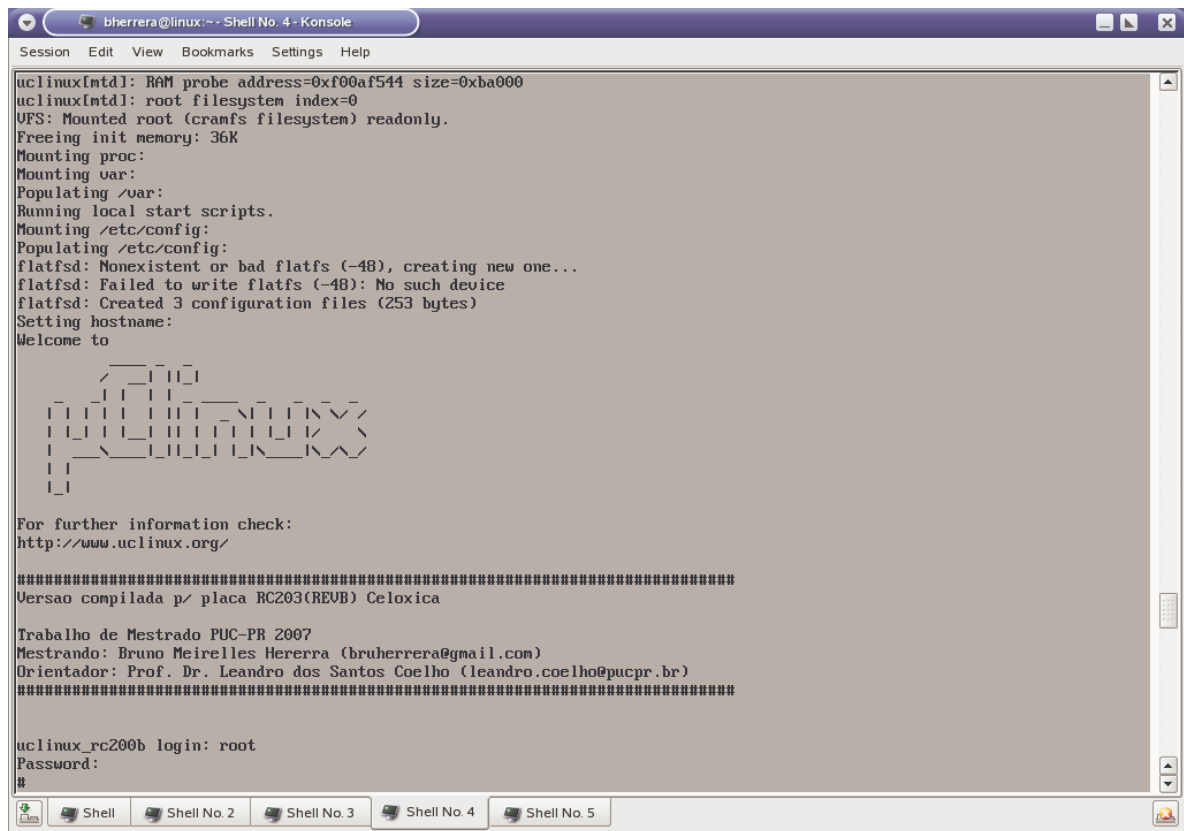 bherrera@linux:~ - Shell No. 4 - Konsole
Session Edit View Bookmarks Settings Help
uclinux[mtd]: RAM probe address=0xf00af544 size=0xba000
uclinux[mtd]: root filesystem index=0
VFS: Mounted root (cramfs filesystem) readonly.
Freeing init memory: 36K
Mounting proc:
Mounting var:
Populating /var:
Running local start scripts.
Mounting /etc/config:
Populating /etc/config:
flatfsd: Nonexistent or bad flatfs (-48), creating new one...
flatfsd: Failed to write flatfs (-48): No such device
flatfsd: Created 3 configuration files (253 bytes)
Setting hostname:
Welcome to
µClinux
For further information check:
http://www.uclinux.org/
##############################################################################
Versao compilada p/ placa RC203(REVB) Celoxica
Trabalho de Mestrado PUC-PR 2007
Mestrando: Bruno Meirelles Hererra (bruherrera@gmail.com)
Orientador: Prof. Dr. Leandro dos Santos Coelho (leandro.coelho@pucpr.br)
##############################################################################
uclinux_rc200b login: root
Password:
#
Shell Shell No. 2 Shell No. 3 Shell No. 4 Shell No. 5